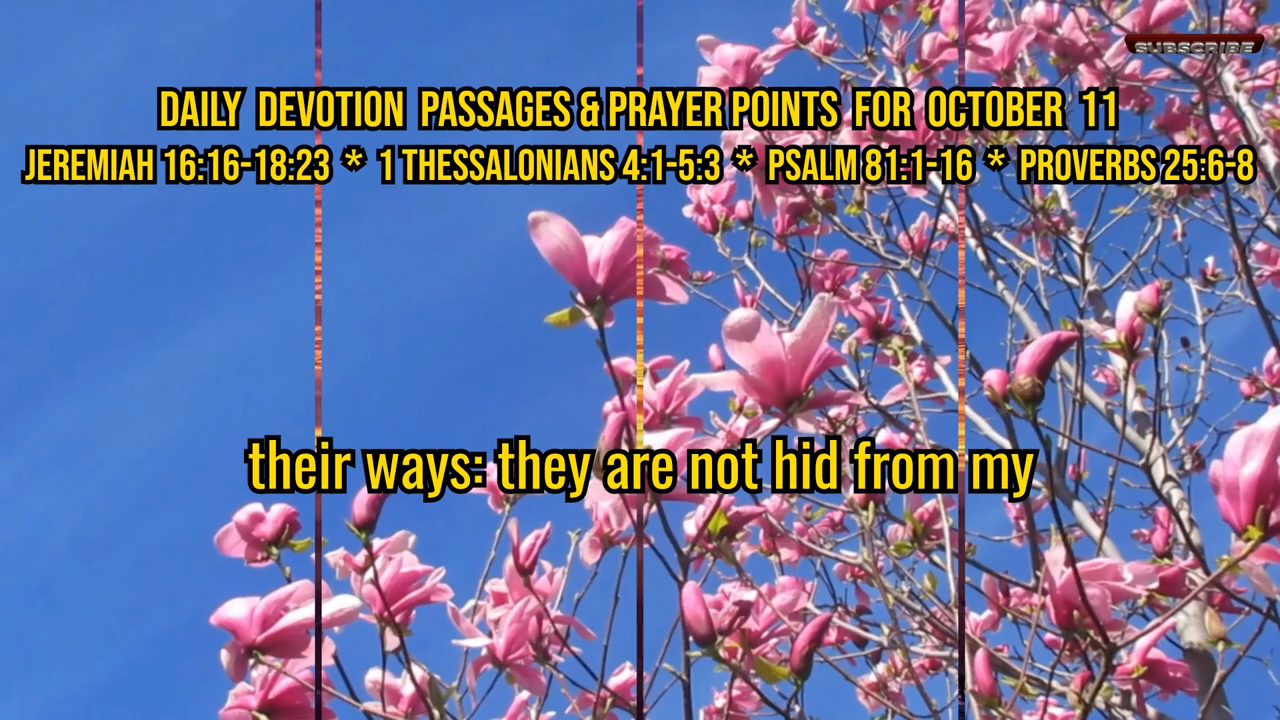 SUBSCRIBE
DAILY DEVOTION PASSAGES & PRAYER POINTS FOR OCTOBER 11
JEREMIAH 16:16-18:23 * 1 THESSALONIANS 4:1-5:3 * PSALM 81:1-16 * PROVERBS 25:6-8
their ways: they are not hid from my